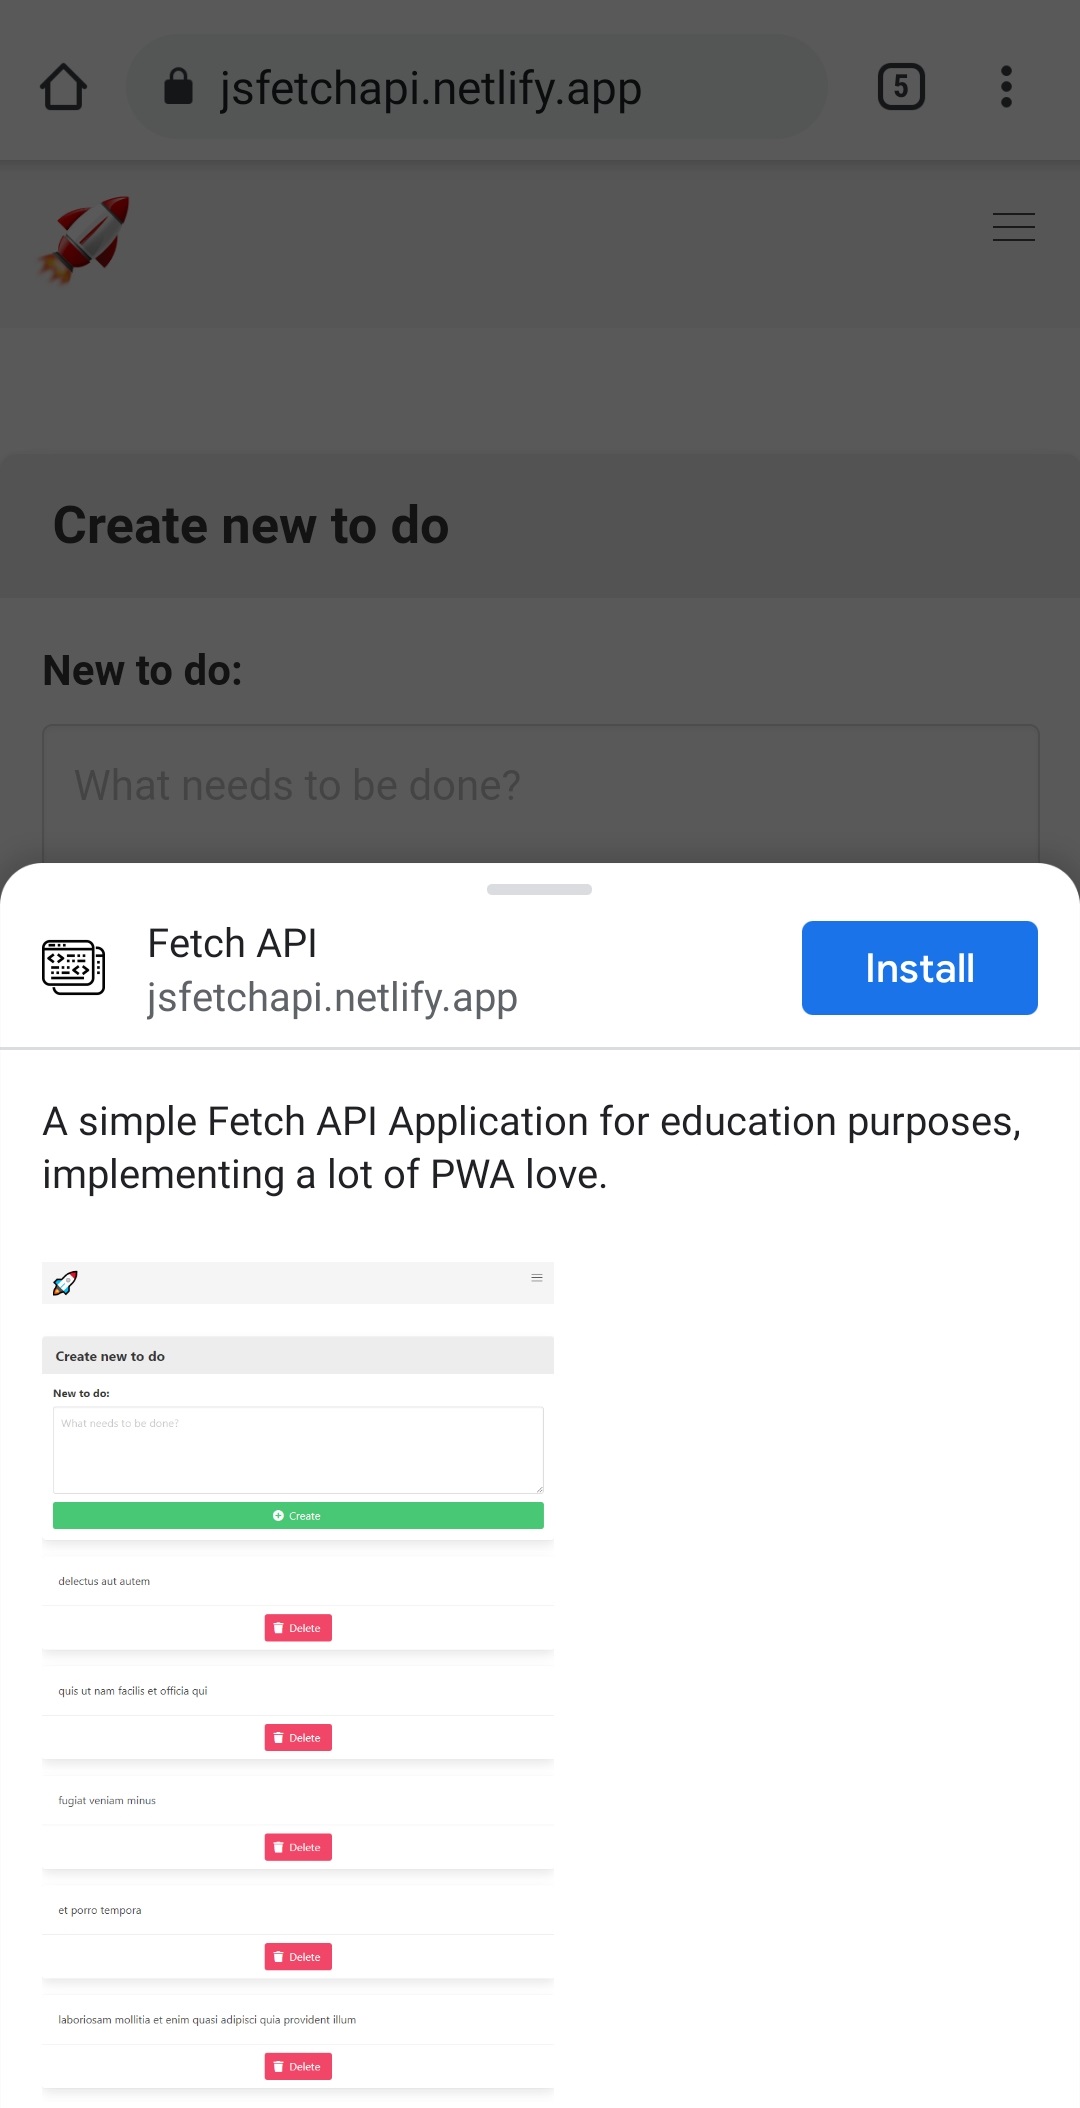 jsfetchapi.netlify.app
5
Create new to do
New to do:
What needs to be done?
Fetch API
jsfetchapi.netlify.app
Install
A simple Fetch API Application for education purposes,
implementing a lot of PWA love.
Create new to do
New to do:
What needs to be done?
Create
delectus aut autem
Delete
quis ut nam facilis et officia qui
Delete
fugiat veniam minus
Delete
et porro tempora
Delete
laboriosam mollitia et enim quasi adipisci quia provident illum
Delete